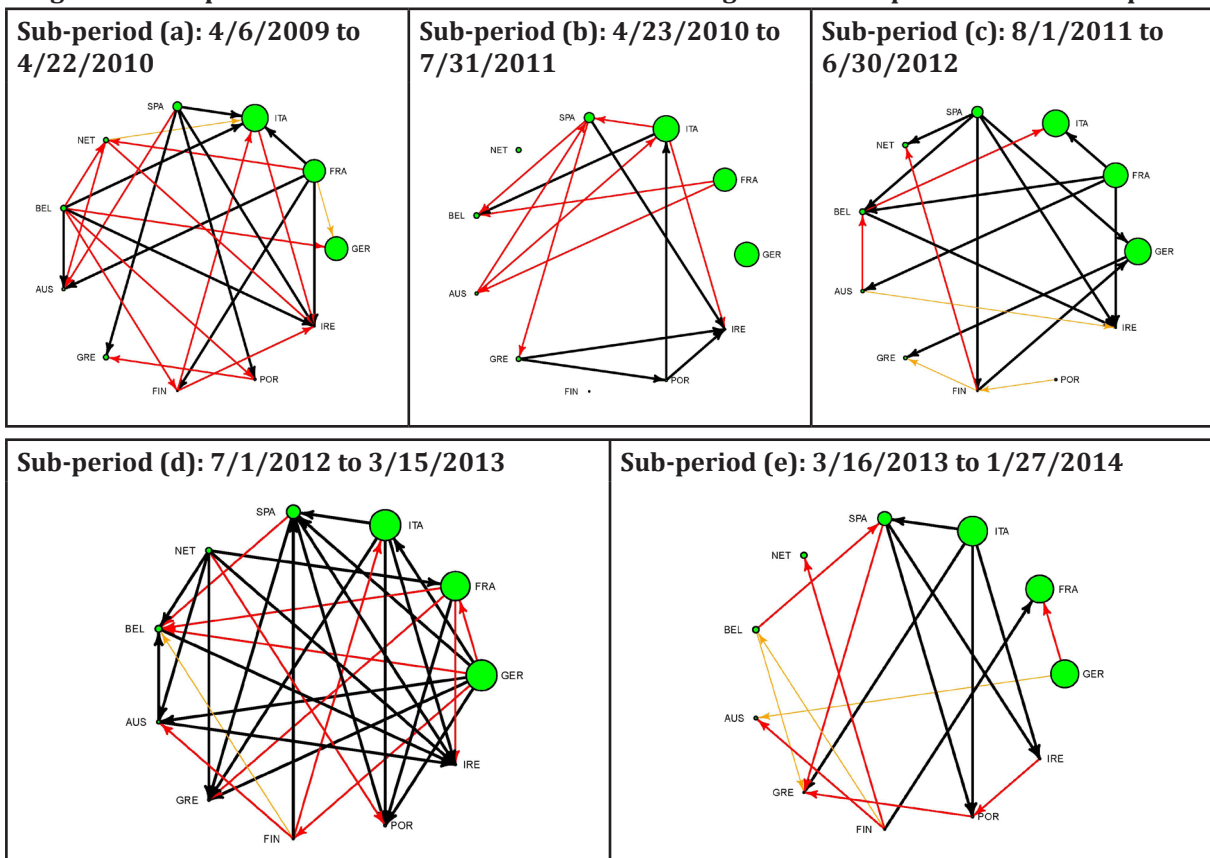 Sub-period (a): 4/6/2009 to
4/22/2010
SPA
ITA
NET
FRA
BEL
GER
AUS
IRE
GRE
POR
FIN
Sub-period (b): 4/23/2010 to
7/31/2011
SPA
ITA
NET
FRA
BEL
GER
AUS
IRE
GRE
POR
FIN
Sub-period (c): 8/1/2011 to
6/30/2012
SPA
ITA
NET
FRA
BEL
GER
AUS
IRE
GRE
POR
FIN
Sub-period (d): 7/1/2012 to 3/15/2013
SPA
ITA
NET
FRA
BEL
GER
AUS
IRE
GRE
POR
FIN
Sub-period (e): 3/16/2013 to 1/27/2014
SPA
ITA
NET
FRA
BEL
GER
AUS
IRE
GRE
POR
FIN